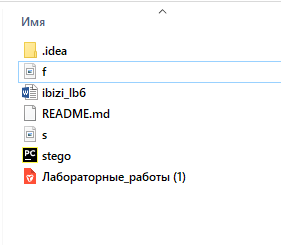 Имя
.idea
f
ibizi_lb6
README.md
s
stego
Лабораторные_работы (1)